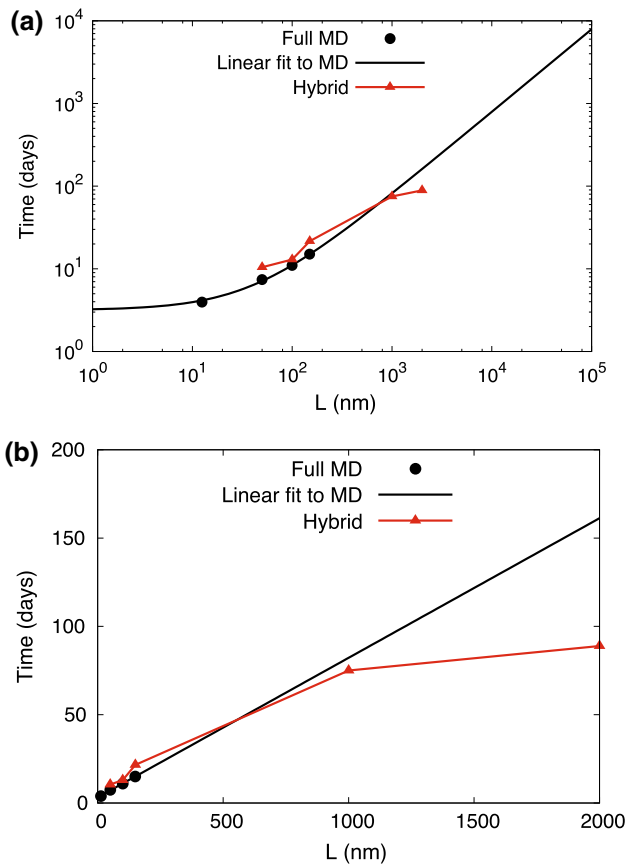 (a)
10^4
10^3
10^2
10^1
10^0
Time (days)
Full MD
Linear fit to MD
Hybrid
10^0 10^1 10^2 10^3 10^4 10^5
L (nm)
(b)
200
150
100
50
0
Time (days)
Full MD
Linear fit to MD
Hybrid
0 500 1000 1500 2000
L (nm)